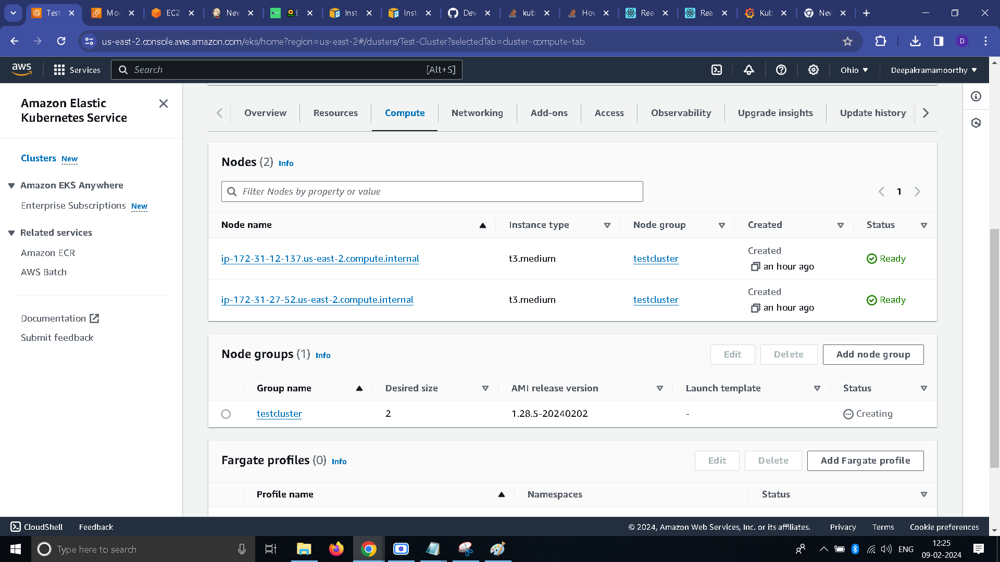 Test
Mo
EC2
Nev
E
Inst
Inst
Dev
kub
Hov
Rea
Rea
Kub
Nev
us-east-2.console.aws.amazon.com/eks/home?region=us-east-2#/clusters/Test-Cluster?selectedTab=cluster-compute-tab
D
aws
Services
Search
[Alt+S]
Ohio
Deepakramamoorthy
Amazon Elastic
Kubernetes Service
Clusters New
Amazon EKS Anywhere
Enterprise Subscriptions New
Related services
Amazon ECR
AWS Batch
Documentation
Submit feedback
Overview
Resources
Compute
Networking
Add-ons
Access
Observability
Upgrade insights
Update history
Nodes (2) Info
Filter Nodes by property or value
1
Node name
Instance type
Node group
Created
Status
ip-172-31-12-137.us-east-2.compute.internal
t3.medium
testcluster
Created
an hour ago
Ready
ip-172-31-27-52.us-east-2.compute.internal
t3.medium
testcluster
Created
an hour ago
Ready
Node groups (1) Info
Edit
Delete
Add node group
Group name
Desired size
AMI release version
Launch template
Status
testcluster
2
1.28.5-20240202
-
Creating
Fargate profiles (0) Info
Edit
Delete
Add Fargate profile
Profile name
Namespaces
Status
CloudShell
Feedback
© 2024, Amazon Web Services, Inc. or its affiliates.
Privacy
Terms
Cookie preferences
Type here to search
ENG
12:25
09-02-2024